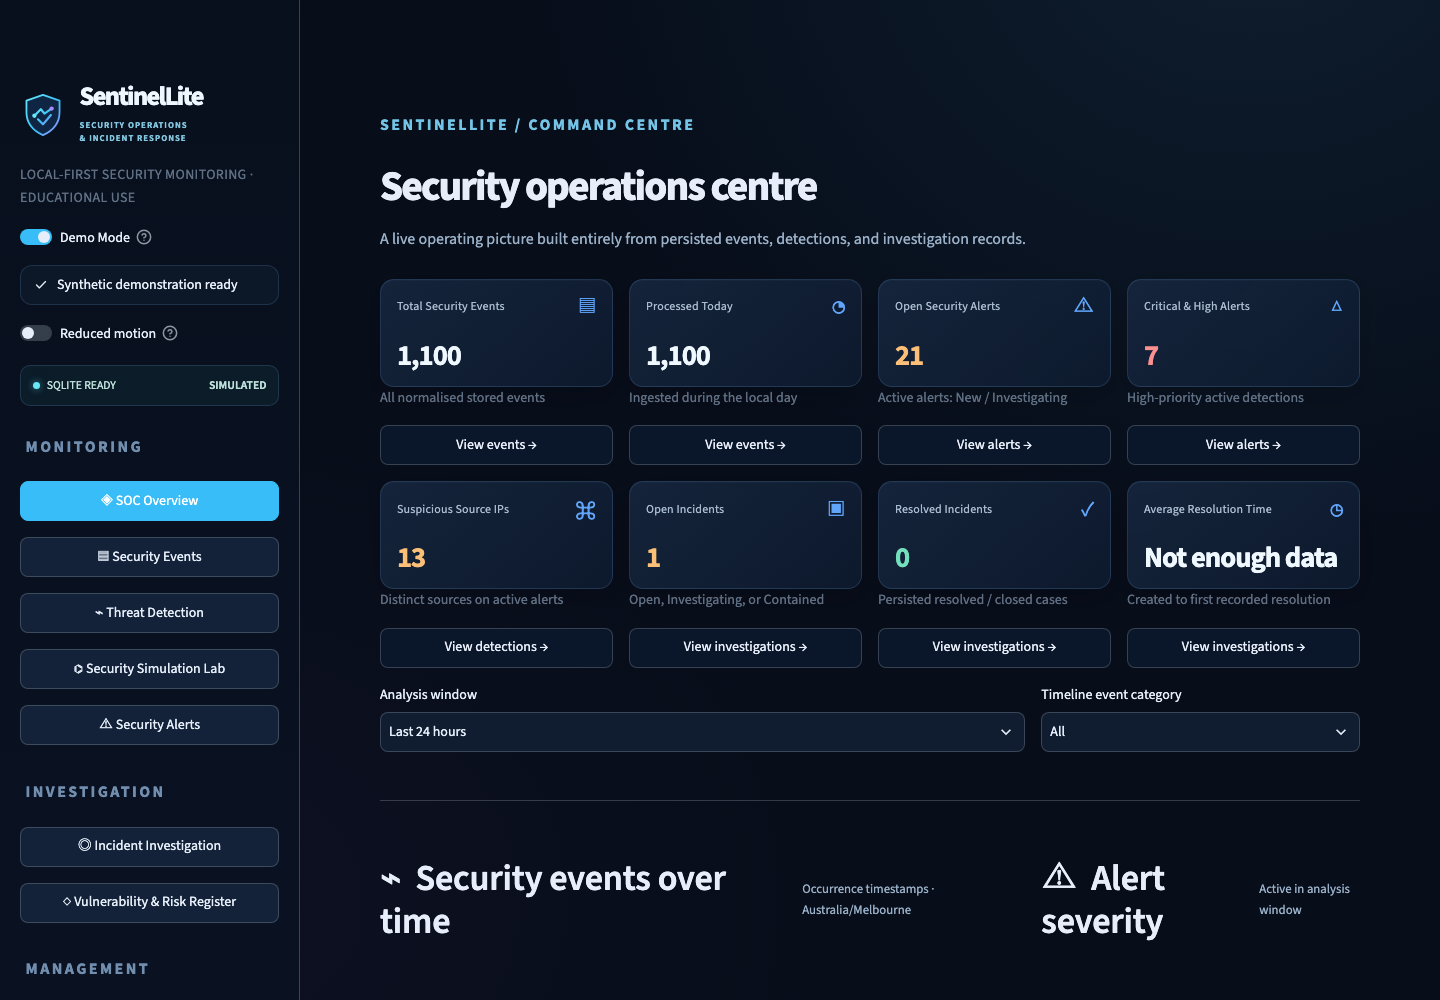 SentinelLite
SECURITY OPERATIONS
& INCIDENT RESPONSE
LOCAL-FIRST SECURITY MONITORING ·
EDUCATIONAL USE
Demo Mode
Synthetic demonstration ready
Reduced motion
SQLITE READY SIMULATED
MONITORING
SOC Overview
Security Events
Threat Detection
Security Simulation Lab
Security Alerts
INVESTIGATION
Incident Investigation
Vulnerability & Risk Register
MANAGEMENT
SENTINELLITE / COMMAND CENTRE
Security operations centre
A live operating picture built entirely from persisted events, detections, and investigation records.
Total Security Events
1,100
All normalised stored events
View events →
Processed Today
1,100
Ingested during the local day
View events →
Open Security Alerts
21
Active alerts: New / Investigating
View alerts →
Critical & High Alerts
7
High-priority active detections
View alerts →
Suspicious Source IPs
13
Distinct sources on active alerts
View detections →
Open Incidents
1
Open, Investigating, or Contained
View investigations →
Resolved Incidents
0
Persisted resolved / closed cases
View investigations →
Average Resolution Time
Not enough data
Created to first recorded resolution
View investigations →
Analysis window
Last 24 hours
Timeline event category
All
Security events over
time
Occurrence timestamps ·
Australia/Melbourne
Alert
severity
Active in analysis
window